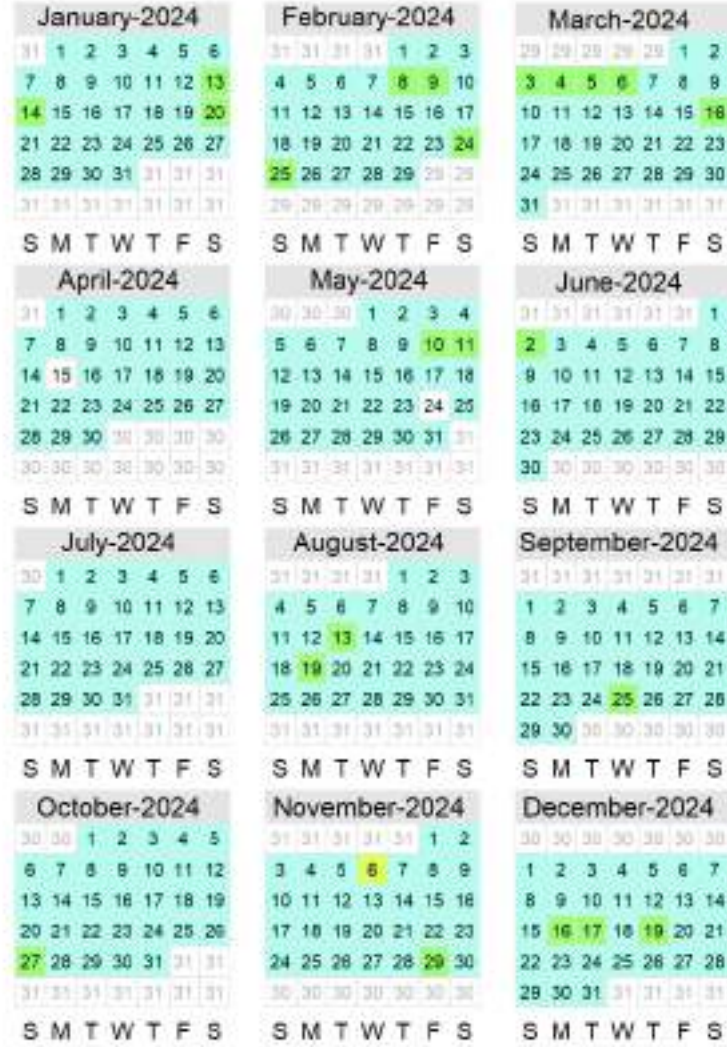 January-2024
31 1 2 3 4 5 6
7 8 9 10 11 12 13
14 15 16 17 18 19 20
21 22 23 24 25 26 27
28 29 30 31 31 31 31
31 31 31 31 31 31 31
S M T W T F S
February-2024
31 31 31 31 1 2 3
4 5 6 7 8 9 10
11 12 13 14 15 16 17
18 19 20 21 22 23 24
25 26 27 28 29 29 29
29 29 29 29 29 29 29
S M T W T F S
March-2024
29 29 29 29 29 1 2
3 4 5 6 7 8 9
10 11 12 13 14 15 16
17 18 19 20 21 22 23
24 25 26 27 28 29 30
31 31 31 31 31 31 31
S M T W T F S
April-2024
31 1 2 3 4 5 6
7 8 9 10 11 12 13
14 15 16 17 18 19 20
21 22 23 24 25 26 27
28 29 30 30 30 30 30
30 30 30 30 30 30 30
S M T W T F S
May-2024
30 30 30 1 2 3 4
5 6 7 8 9 10 11
12 13 14 15 16 17 18
19 20 21 22 23 24 25
26 27 28 29 30 31 31
31 31 31 31 31 31 31
S M T W T F S
June-2024
31 31 31 31 31 31 1
2 3 4 5 6 7 8
9 10 11 12 13 14 15
16 17 18 19 20 21 22
23 24 25 26 27 28 29
30 30 30 30 30 30 30
S M T W T F S
July-2024
30 1 2 3 4 5 6
7 8 9 10 11 12 13
14 15 16 17 18 19 20
21 22 23 24 25 26 27
28 29 30 31 31 31 31
31 31 31 31 31 31 31
S M T W T F S
August-2024
31 31 31 31 1 2 3
4 5 6 7 8 9 10
11 12 13 14 15 16 17
18 19 20 21 22 23 24
25 26 27 28 29 30 31
31 31 31 31 31 31 31
S M T W T F S
September-2024
31 31 31 31 31 31 31
1 2 3 4 5 6 7
8 9 10 11 12 13 14
15 16 17 18 19 20 21
22 23 24 25 26 27 28
29 30 30 30 30 30 30
S M T W T F S
October-2024
30 30 1 2 3 4 5
6 7 8 9 10 11 12
13 14 15 16 17 18 19
20 21 22 23 24 25 26
27 28 29 30 31 31 31
31 31 31 31 31 31 31
S M T W T F S
November-2024
31 31 31 31 31 1 2
3 4 5 6 7 8 9
10 11 12 13 14 15 16
17 18 19 20 21 22 23
24 25 26 27 28 29 30
30 30 30 30 30 30 30
S M T W T F S
December-2024
30 30 30 30 30 30 30
1 2 3 4 5 6 7
8 9 10 11 12 13 14
15 16 17 18 19 20 21
22 23 24 25 26 27 28
29 30 31 31 31 31 31
S M T W T F S